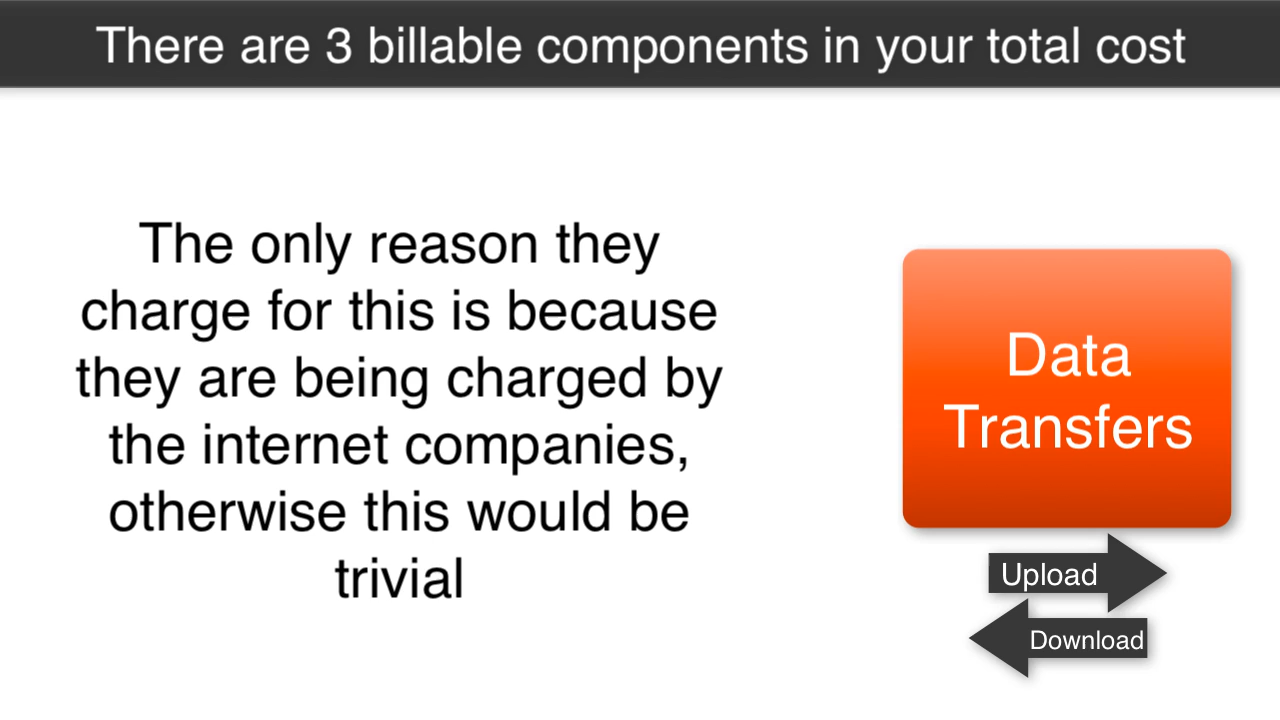 There are 3 billable components in your total cost
The only reason they
charge for this is because
they are being charged by
the internet companies,
otherwise this would be
trivial
Data
Transfers
Upload
Download